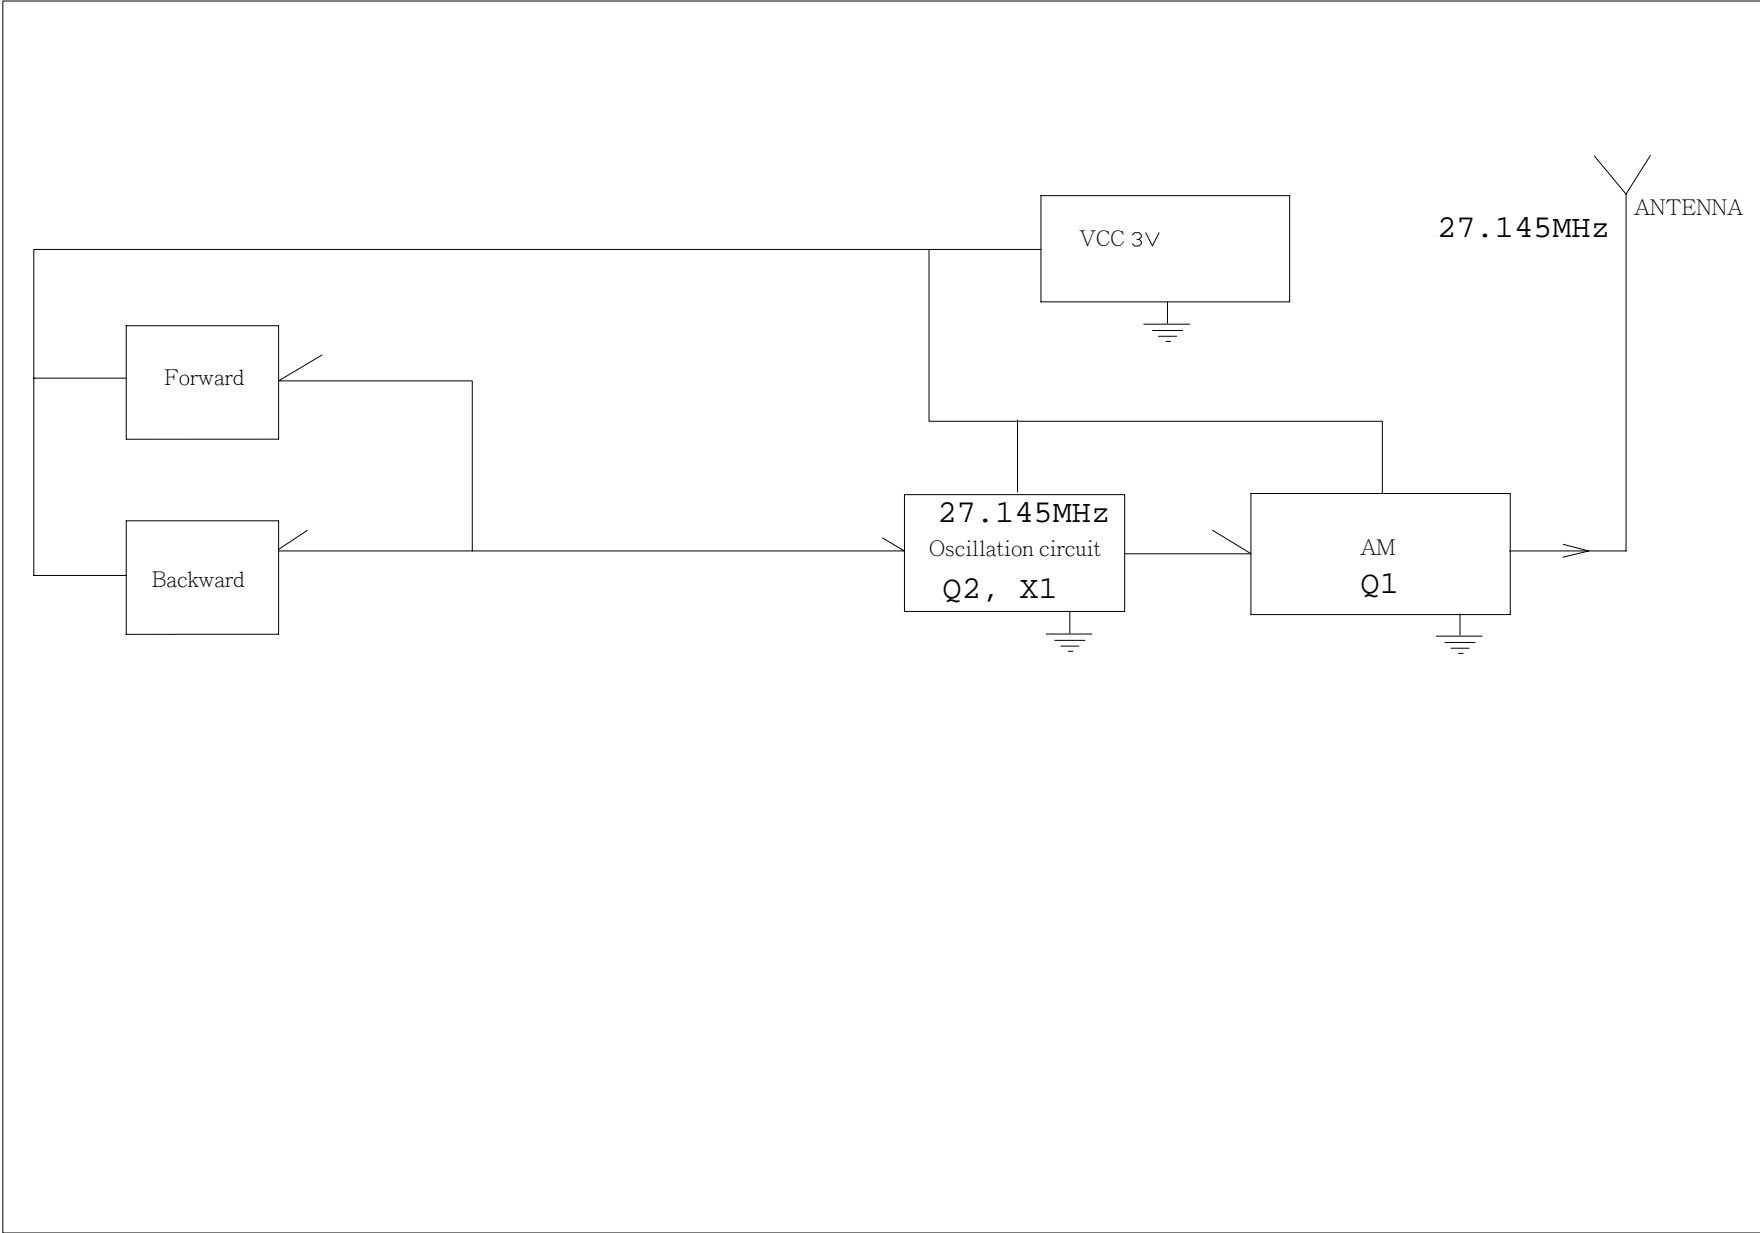 ANTENNA
27.145MHz
VCC 3V
Forward
27.145MHz
Oscillation circuit
Q2, X1
AM
Q1
Backward